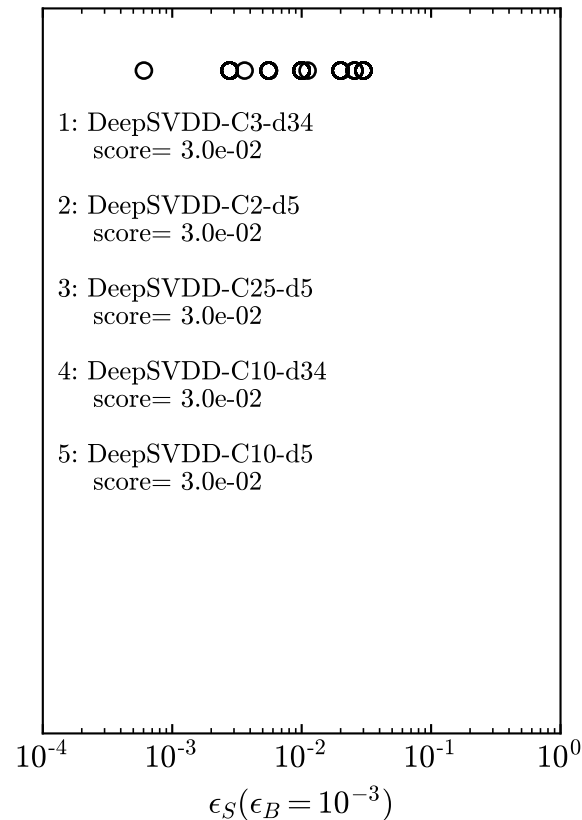 1: DeepSVDD-C3-d34
score= 3.0e-02
2: DeepSVDD-C2-d5
score= 3.0e-02
3: DeepSVDD-C25-d5
score= 3.0e-02
4: DeepSVDD-C10-d34
score= 3.0e-02
5: DeepSVDD-C10-d5
score= 3.0e-02
10⁻⁴ 10⁻³ 10⁻² 10⁻¹ 10⁰
ϵ_S(ϵ_B = 10⁻³)